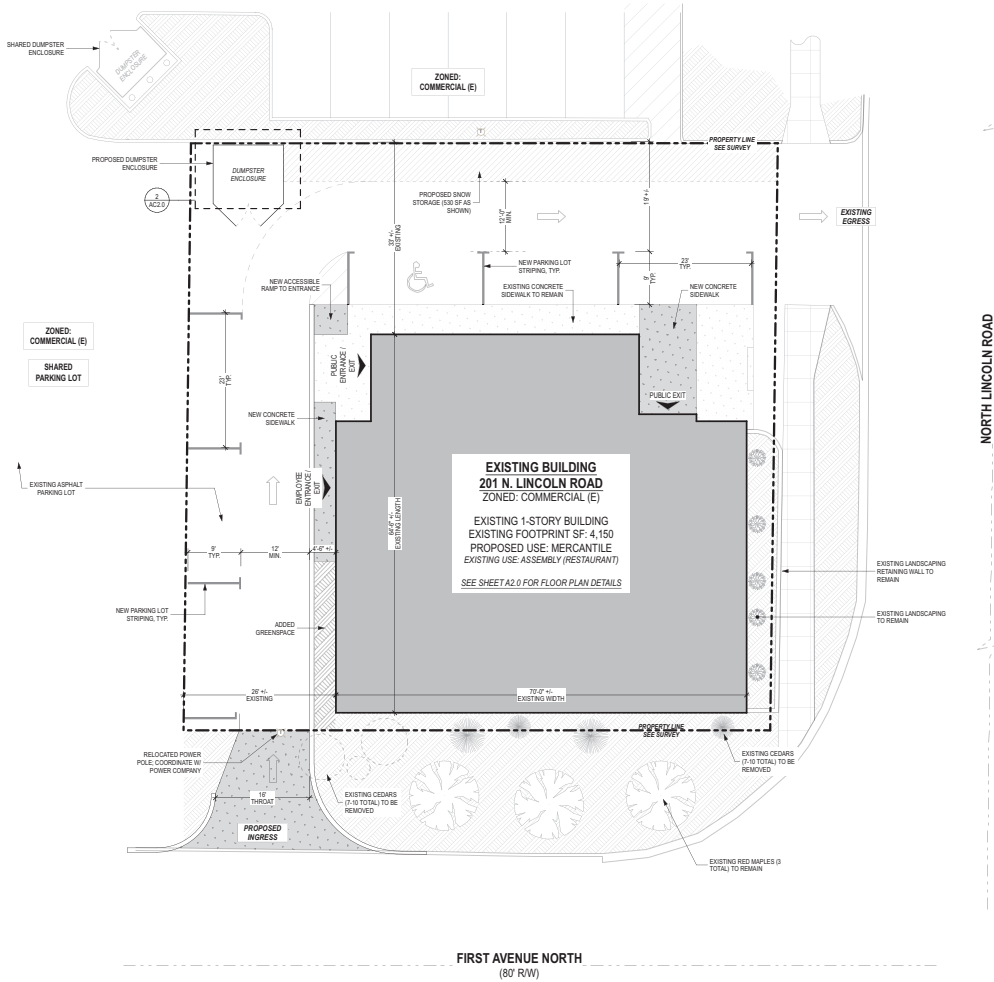 SHARED DUMPSTER
ENCLOSURE
DUMPSTER
ENCLOSURE
ZONED:
COMMERCIAL (E)
PROPERTY LINE
SEE SURVEY
PROPOSED DUMPSTER
ENCLOSURE
DUMPSTER
ENCLOSURE
2
AC2.0
PROPOSED SNOW
STORAGE (530 SF AS
SHOWN)
12'-0"
MIN.
19'+/-
33' +/-
EXISTING
EXISTING
EGRESS
NEW PARKING LOT
STRIPING, TYP.
23'
TYP.
9'
TYP.
NEW ACCESSIBLE
RAMP TO ENTRANCE
EXISTING CONCRETE
SIDEWALK TO REMAIN
NEW CONCRETE
SIDEWALK
ZONED:
COMMERCIAL (E)
SHARED
PARKING LOT
NORTH LINCOLN ROAD
PUBLIC
ENTRANCE /
EXIT
23'
TYP.
PUBLIC EXIT
NEW CONCRETE
SIDEWALK
EXISTING ASPHALT
PARKING LOT
EMPLOYEE
ENTRANCE /
EXIT
EXISTING BUILDING
201 N. LINCOLN ROAD
ZONED: COMMERCIAL (E)
EXISTING 1-STORY BUILDING
EXISTING FOOTPRINT SF: 4,150
PROPOSED USE: MERCANTILE
EXISTING USE: ASSEMBLY (RESTAURANT)
SEE SHEET A2.0 FOR FLOOR PLAN DETAILS
64'-6" +/-
EXISTING LENGTH
9'
TYP.
12'
MIN.
4'-6" +/-
EXISTING LANDSCAPING
RETAINING WALL TO
REMAIN
NEW PARKING LOT
STRIPING, TYP.
EXISTING LANDSCAPING
TO REMAIN
ADDED
GREENSPACE
26' +/-
EXISTING
70'-0" +/-
EXISTING WIDTH
PROPERTY LINE
SEE SURVEY
RELOCATED POWER
POLE; COORDINATE W/
POWER COMPANY
EXISTING CEDARS
(7-10 TOTAL) TO BE
REMOVED
16'
THROAT
EXISTING CEDARS
(7-10 TOTAL) TO BE
REMOVED
PROPOSED
INGRESS
EXISTING RED MAPLES (3
TOTAL) TO REMAIN
FIRST AVENUE NORTH
(80' R/W)